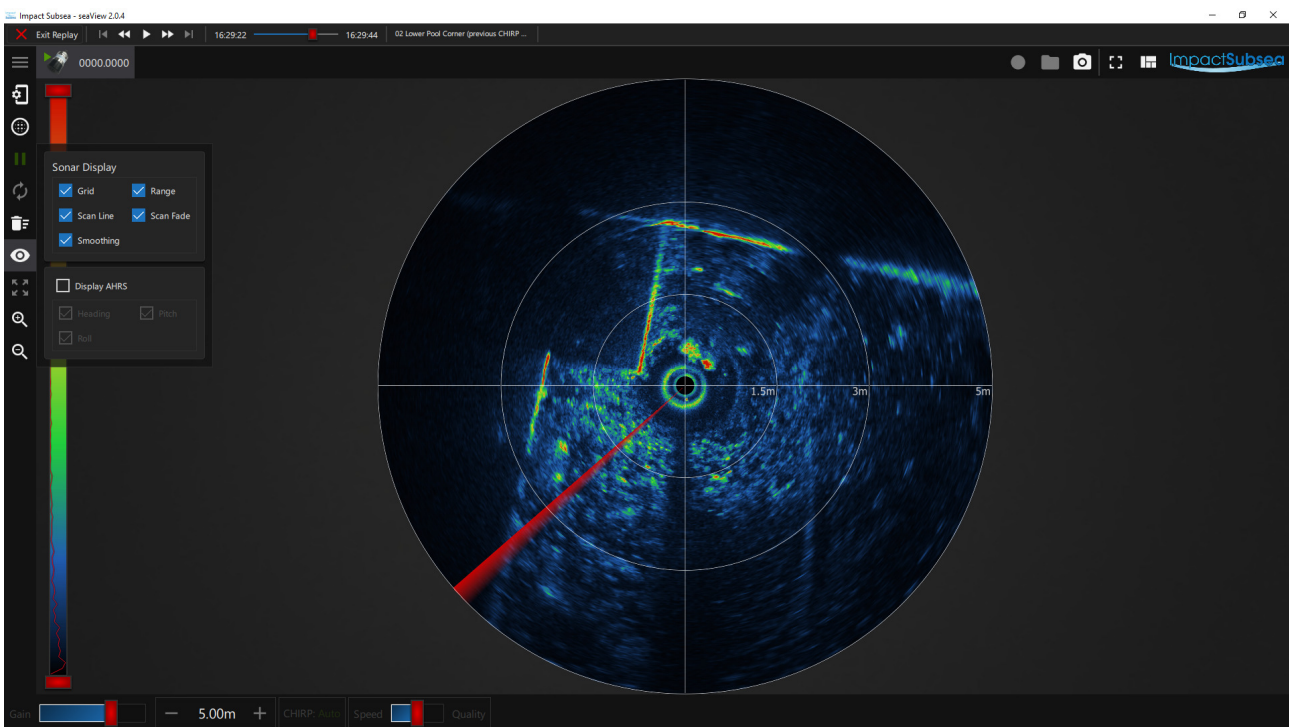 Impact Subsea - seaView 2.0.4
Exit Replay 16:29:22 16:29:44 02 Lower Pool Corner (previous CHIRP ...
0000.0000 ImpactSubsea
Sonar Display
Grid Range
Scan Line Scan Fade
Smoothing
Display AHRS
Heading Pitch
Roll
1.5m 3m 5m
Gain 5.00m CHIRP: Auto Speed Quality